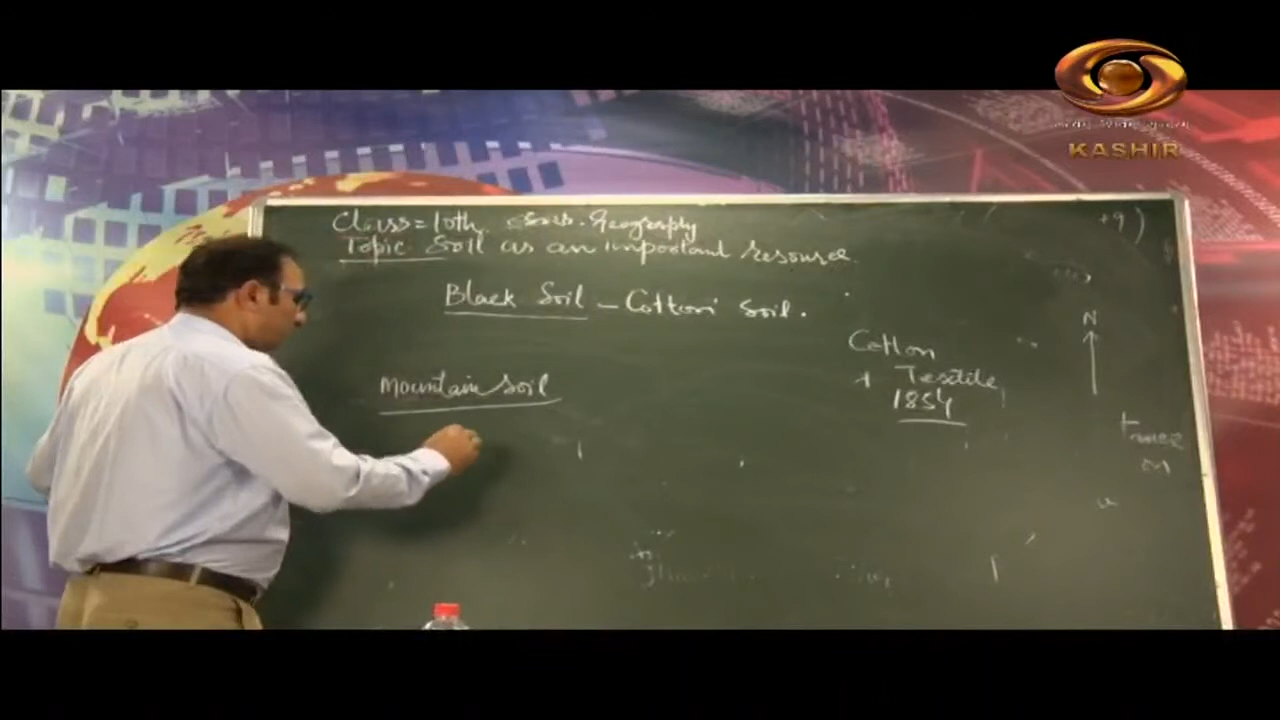 KASHIR
Class = 10th. Sub. Geography
Topic Soil as an important resource
Black Soil - Cotton Soil.
Cotton
Textile
1854
N
Mountain Soil